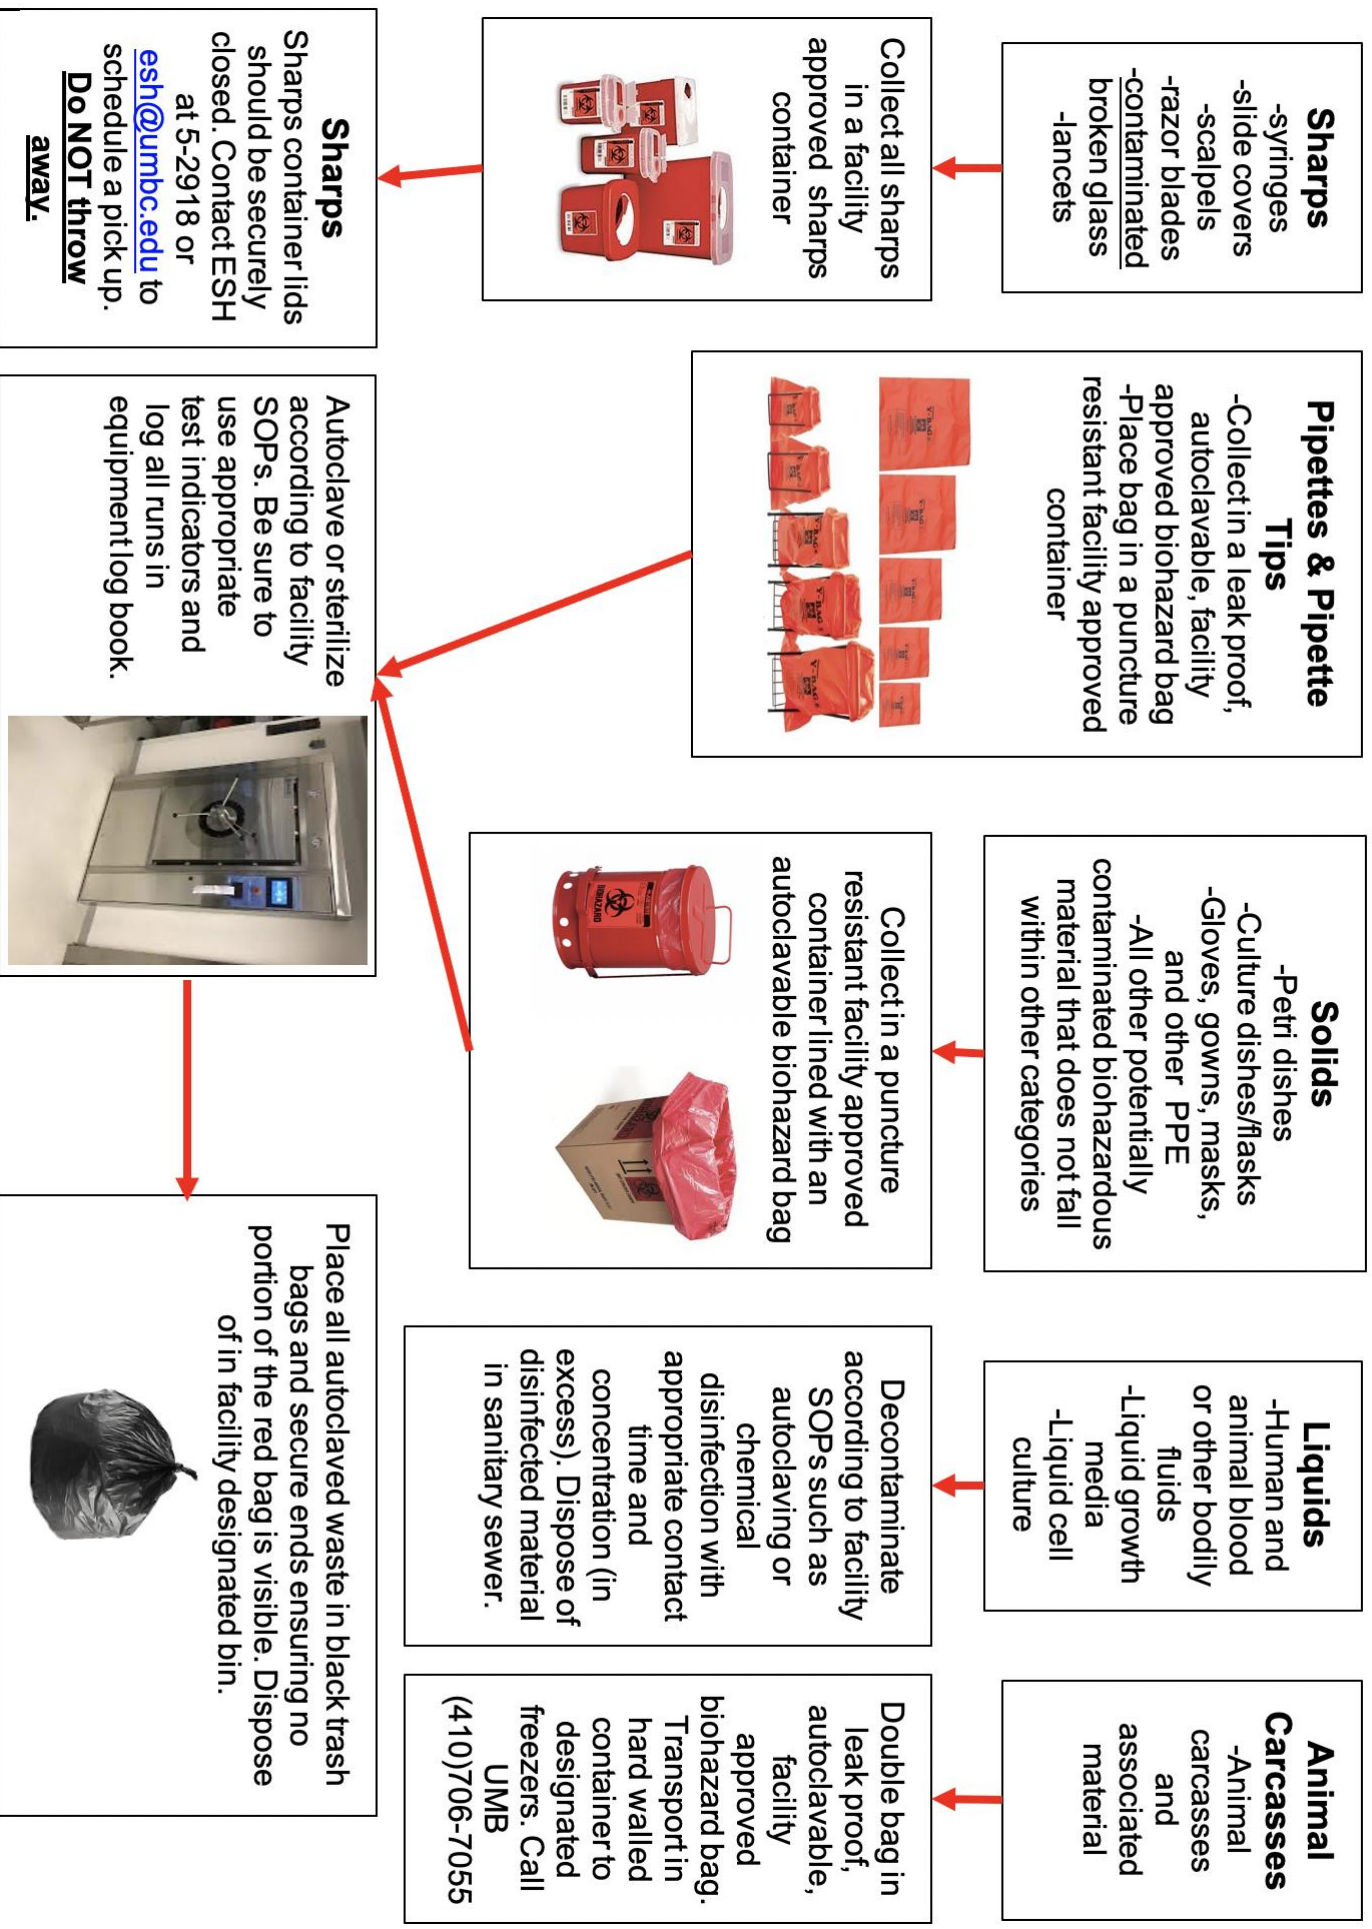 Sharps
-syringes
-slide covers
-scalpels
-razor blades
-contaminated
broken glass
-lancets
Collect all sharps
in a facility
approved sharps
container
Sharps
Sharps container lids
should be securely
closed. Contact ESH
at 5-2918 or
esh@umbc.edu to
schedule a pick up.
Do NOT throw
away.
Pipettes & Pipette
Tips
-Collect in a leak proof,
autoclavable, facility
approved biohazard bag
-Place bag in a puncture
resistant facility approved
container
Solids
-Petri dishes
-Culture dishes/flasks
-Gloves, gowns, masks,
and other PPE
-All other potentially
contaminated biohazardous
material that does not fall
within other categories
Collect in a puncture
resistant facility approved
container lined with an
autoclavable biohazard bag
BIOHAZARD
Autoclave or sterilize
according to facility
SOPs. Be sure to
use appropriate
test indicators and
log all runs in
equipment log book.
Liquids
-Human and
animal blood
or other bodily
fluids
-Liquid growth
media
-Liquid cell
culture
Decontaminate
according to facility
SOPs such as
autoclaving or
chemical
disinfection with
appropriate contact
time and
concentration (in
excess). Dispose of
disinfected material
in sanitary sewer.
Animal
Carcasses
-Animal
carcasses
and
associated
material
Double bag in
leak proof,
autoclavable,
facility
approved
biohazard bag.
Transport in
hard walled
container to
designated
freezers. Call
UMB
(410)706-7055
Place all autoclaved waste in black trash
bags and secure ends ensuring no
portion of the red bag is visible. Dispose
of in facility designated bin.